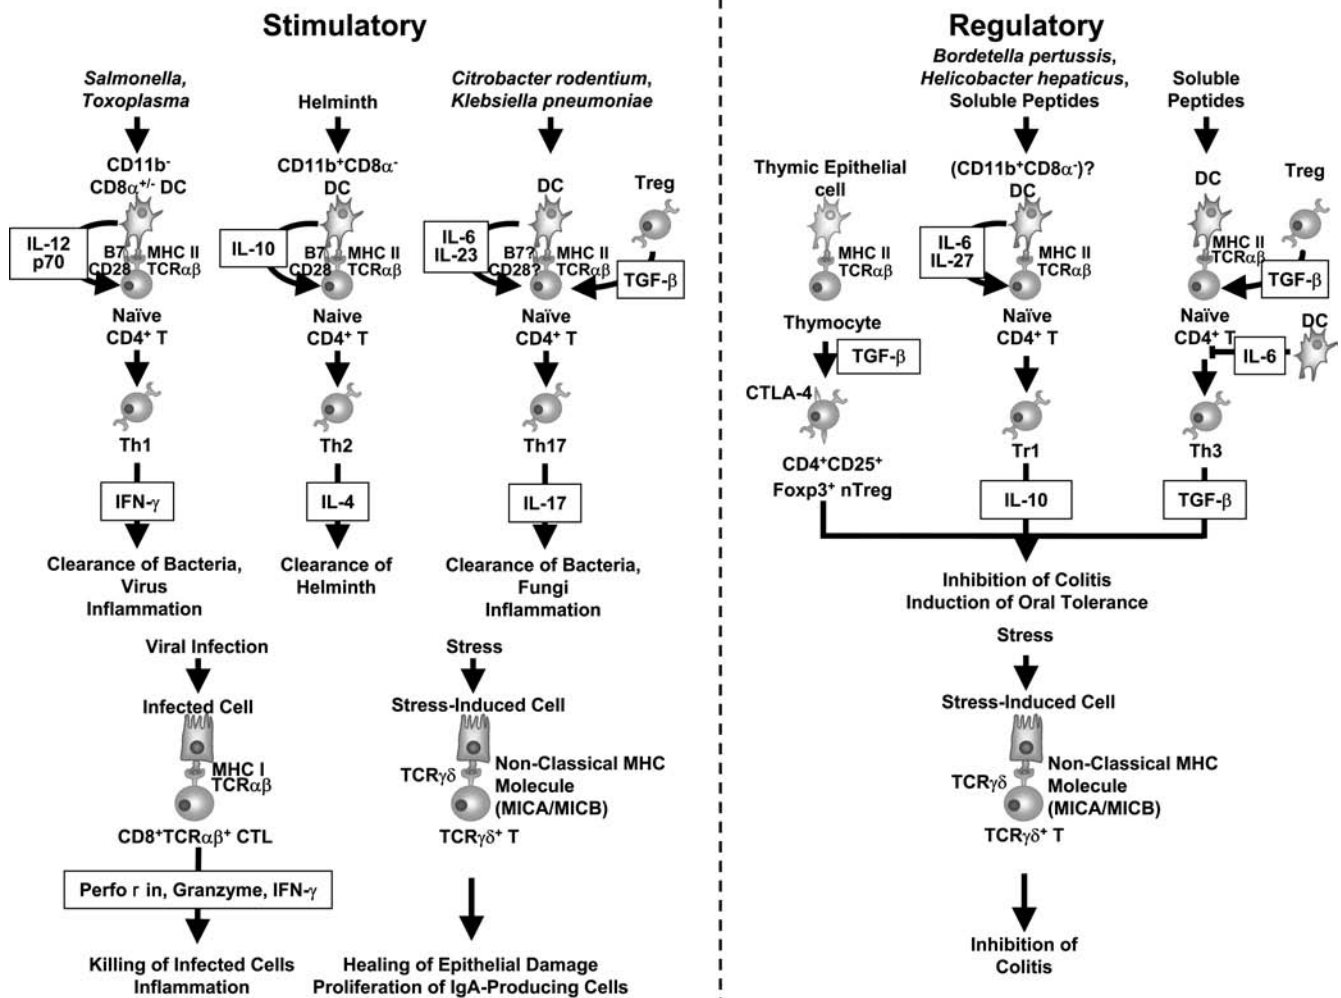 Stimulatory
Salmonella,
Toxoplasma
CD11b-
CD8α+/- DC
IL-12
p70
B7
CD28
MHC II
TCRαβ
Naïve
CD4+ T
Th1
IFN-γ
Clearance of Bacteria,
Virus
Inflammation
Helminth
CD11b+CD8α-
DC
IL-10
B7
CD28
MHC II
TCRαβ
Naive
CD4+ T
Th2
IL-4
Clearance of
Helminth
Citrobacter rodentium,
Klebsiella pneumoniae
DC
Treg
IL-6
IL-23
B7??
CD28?
MHC II
TCRαβ
TGF-β
Naïve
CD4+ T
Th17
IL-17
Clearance of Bacteria,
Fungi
Inflammation
Viral Infection
Infected Cell
MHC I
TCRαβ
CD8+TCRαβ+ CTL
Perfo r in, Granzyme, IFN-γ
Killing of Infected Cells
Inflammation
Stress
Stress-Induced Cell
TCRγδ
Non-Classical MHC
Molecule
(MICA/MICB)
TCRγδ+ T
Healing of Epithelial Damage
Proliferation of IgA-Producing Cells
Regulatory
Thymic Epithelial
cell
MHC II
TCRαβ
Thymocyte
TGF-β
CTLA-4
CD4+CD25+
Foxp3+ nTreg
Bordetella pertussis,
Helicobacter hepaticus,
Soluble Peptides
(CD11b+CD8α-)?
DC
IL-6
IL-27
MHC II
TCRαβ
Naïve
CD4+ T
Tr1
IL-10
Soluble
Peptides
DC
Treg
MHC II
TCRαβ
TGF-β
Naïve
CD4+ T
DC
IL-6
Th3
TGF-β
Inhibition of Colitis
Induction of Oral Tolerance
Stress
Stress-Induced Cell
TCRγδ
Non-Classical MHC
Molecule
(MICA/MICB)
TCRγδ+ T
Inhibition of
Colitis